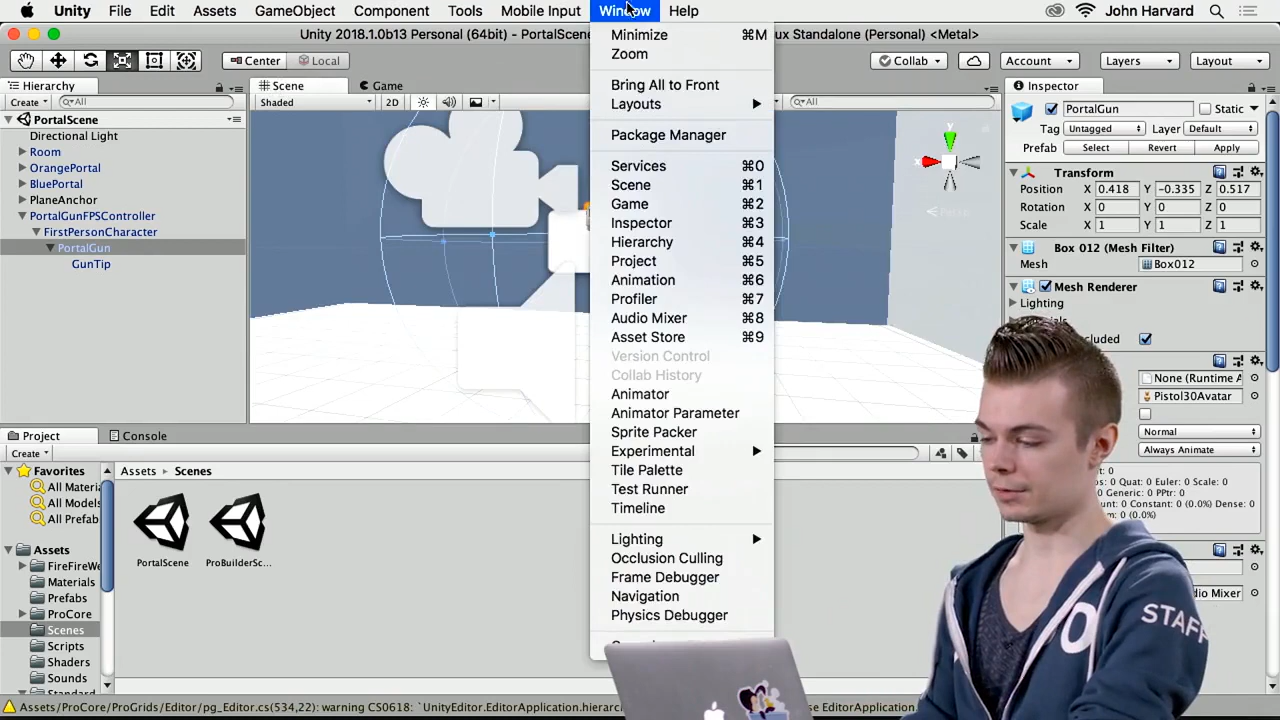 Unity File Edit Assets GameObject Component Tools Mobile Input Window Help John Harvard
Unity 2018.1.0b13 Personal (64bit) - PortalScene
ux Standalone (Personal) <Metal>
Center Local Collab Account Layers Layout
Hierarchy
Create All
PortalScene
Directional Light
Room
OrangePortal
BluePortal
PlaneAnchor
PortalGunFPSController
FirstPersonCharacter
PortalGun
GunTip
Scene Game
Shaded 2D All
y
x
Minimize ⌘M
Zoom
Bring All to Front
Layouts
Package Manager
Services ⌘0
Scene ⌘1
Game ⌘2
Inspector ⌘3
Hierarchy ⌘4
Project ⌘5
Animation ⌘6
Profiler ⌘7
Audio Mixer ⌘8
Asset Store ⌘9
Version Control
Collab History
Animator
Animator Parameter
Sprite Packer
Experimental
Tile Palette
Test Runner
Timeline
Lighting
Occlusion Culling
Frame Debugger
Navigation
Physics Debugger
Inspector
PortalGun Static
Tag Untagged Layer Default
Prefab Select Revert Apply
Transform
Position X 0.418 Y -0.335 Z 0.517
Rotation X 0 Y 0 Z 0
Scale X 1 Y 1 Z 1
Box 012 (Mesh Filter)
Mesh Box012
Mesh Renderer
Lighting
None (Runtime A
Pistol30Avatar
Normal
Always Animate
Project Console
Create
Favorites
All Materi
All Models
All Prefab
Assets
FireFireWe
Materials
Prefabs
ProCore
Scenes
Scripts
Shaders
Sounds
Standard
Assets Scenes
PortalScene ProBuilderSc...
STAFF
Assets/ProCore/ProGrids/Editor/pg_Editor.cs(534,22): warning CS0618: `UnityEditor.EditorApplication.hierarc